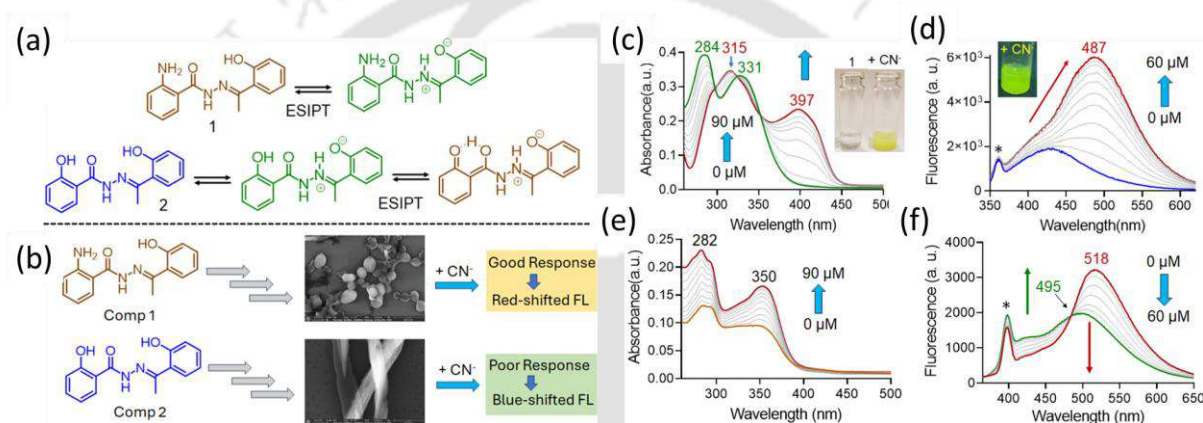 (a)
NH₂
O
N
H
N
HO
1
ESIPT
NH₂
O
N
H
H
N
⊕
O
⊖
OH
O
N
H
N
OH
2
OH
O
N
H
H
N
⊕
O
⊖
ESIPT
O
OH
N
H
N
⊕
O
⊖
(b)
NH₂
O
N
H
N
HO
Comp 1
+ CN⁻
Good Response
Red-shifted FL
OH
O
N
H
N
OH
Comp 2
+ CN⁻
Poor Response
Blue-shifted FL
(c)
284
315
331
397
1
+ CN⁻
90 µM
0 µM
Absorbance(a.u.)
0.4
0.3
0.2
0.1
0.0
300
350
400
450
500
Wavelength (nm)
(d)
+ CN⁻
487
60 µM
0 µM
*
Fluorescence (a. u.)
6×10³
4×10³
2×10³
0
350
400
450
500
550
600
Wavelength(nm)
(e)
282
350
90 µM
0 µM
Absorbance (a. u.)
0.25
0.20
0.15
0.10
0.05
0.00
300
350
400
450
500
Wavelength (nm)
(f)
*
495
518
0 µM
60 µM
Fluorescence (a. u.)
4000
3000
2000
1000
0
400
450
500
550
600
650
Wavelength (nm)